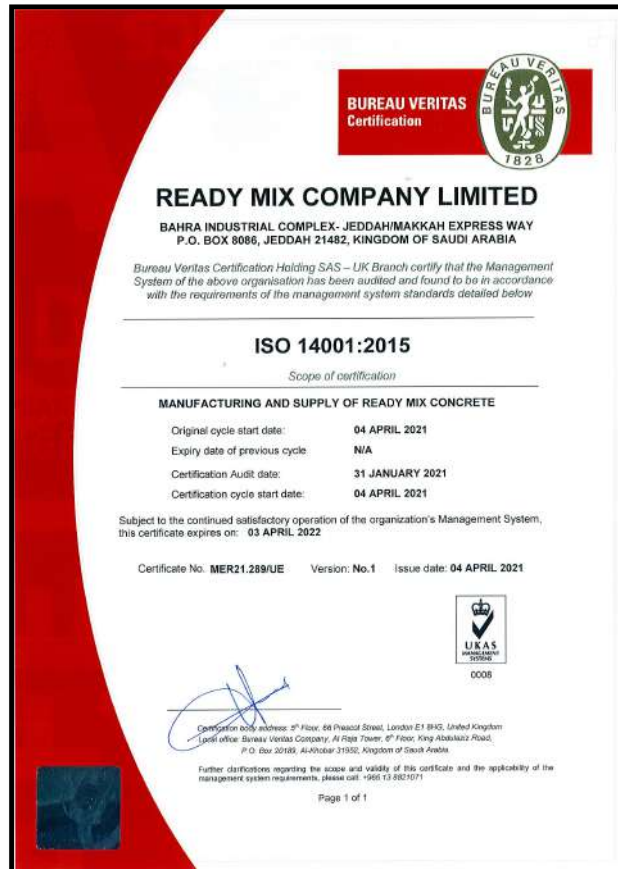 BUREAU VERITAS
Certification
BUREAU VERITAS
1828
READY MIX COMPANY LIMITED
BAHRA INDUSTRIAL COMPLEX- JEDDAH/MAKKAH EXPRESS WAY
P.O. BOX 8086, JEDDAH 21482, KINGDOM OF SAUDI ARABIA
Bureau Veritas Certification Holding SAS – UK Branch certify that the Management
System of the above organisation has been audited and found to be in accordance
with the requirements of the management system standards detailed below
ISO 14001:2015
Scope of certification
MANUFACTURING AND SUPPLY OF READY MIX CONCRETE
Original cycle start date: 04 APRIL 2021
Expiry date of previous cycle N/A
Certification Audit date: 31 JANUARY 2021
Certification cycle start date: 04 APRIL 2021
Subject to the continued satisfactory operation of the organization's Management System,
this certificate expires on: 03 APRIL 2022
Certificate No. MER21.289/UE Version: No.1 Issue date: 04 APRIL 2021
UKAS
MANAGEMENT
SYSTEMS
0008
Certification body address: 5th Floor, 66 Prescot Street, London E1 8HG, United Kingdom
Local office: Bureau Veritas Company, Al Raja Tower, 6th Floor, King Abdulaziz Road,
P.O. Box 20189, Al-Khobar 31952, Kingdom of Saudi Arabia.
Further clarifications regarding the scope and validity of this certificate and the applicability of the
management system requirements, please call: +966 13 8821071
Page 1 of 1